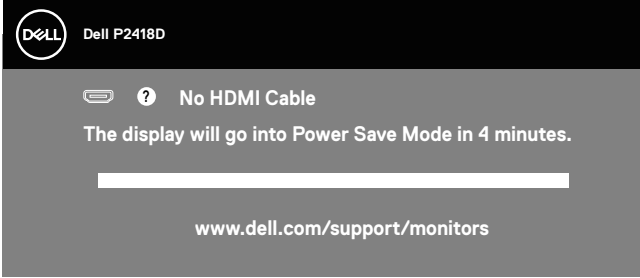 DELL
Dell P2418D
? No HDMI Cable
The display will go into Power Save Mode in 4 minutes.
www.dell.com/support/monitors